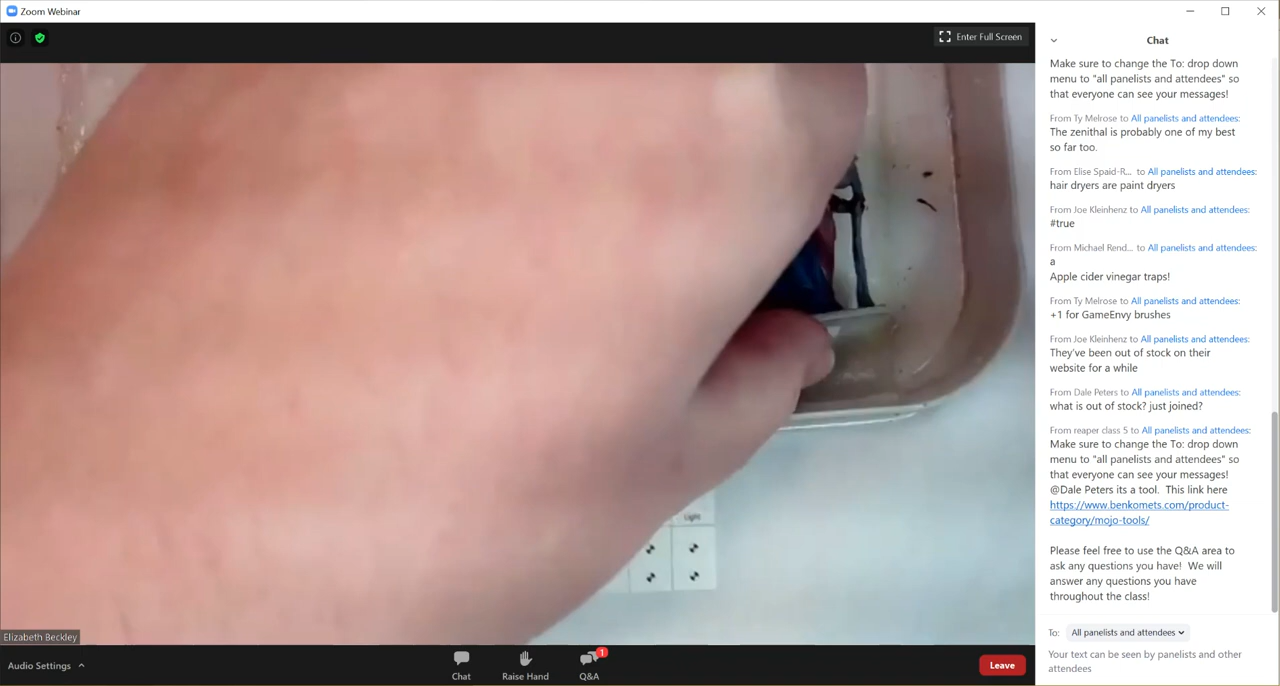 Zoom Webinar
Enter Full Screen
Chat
Make sure to change the To: drop down
menu to "all panelists and attendees" so
that everyone can see your messages!
From Ty Melrose to All panelists and attendees:
The zenithal is probably one of my best
so far too.
From Elise Spaid-R... to All panelists and attendees:
hair dryers are paint dryers
From Joe Kleinhenz to All panelists and attendees:
#true
From Michael Rend... to All panelists and attendees:
a
Apple cider vinegar traps!
From Ty Melrose to All panelists and attendees:
+1 for GameEnvy brushes
From Joe Kleinhenz to All panelists and attendees:
They've been out of stock on their
website for a while
From Dale Peters to All panelists and attendees:
what is out of stock? just joined?
From reaper class 5 to All panelists and attendees:
Make sure to change the To: drop down
menu to "all panelists and attendees" so
that everyone can see your messages!
@Dale Peters its a tool. This link here
https://www.benkomets.com/product-
category/mojo-tools/
Please feel free to use the Q&A area to
ask any questions you have! We will
answer any questions you have
throughout the class!
To: All panelists and attendees
Your text can be seen by panelists and other
attendees
Light
Elizabeth Beckley
Audio Settings
Chat
Raise Hand
1
Q&A
Leave